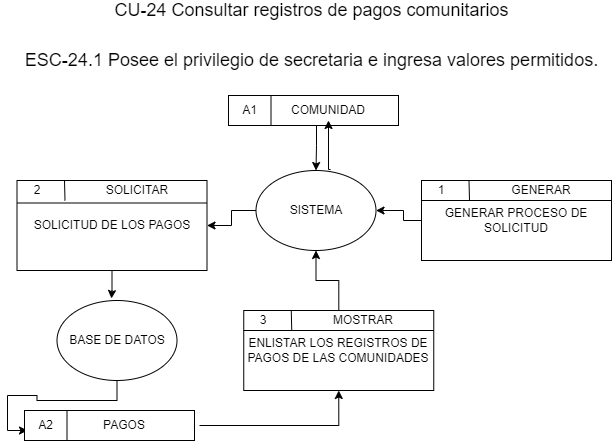 CU-24 Consultar registros de pagos comunitarios
ESC-24.1 Posee el privilegio de secretaria e ingresa valores permitidos.
A1 COMUNIDAD
2 SOLICITAR
SOLICITUD DE LOS PAGOS
SISTEMA
1 GENERAR
GENERAR PROCESO DE
SOLICITUD
BASE DE DATOS
3 MOSTRAR
ENLISTAR LOS REGISTROS DE
PAGOS DE LAS COMUNIDADES
A2 PAGOS